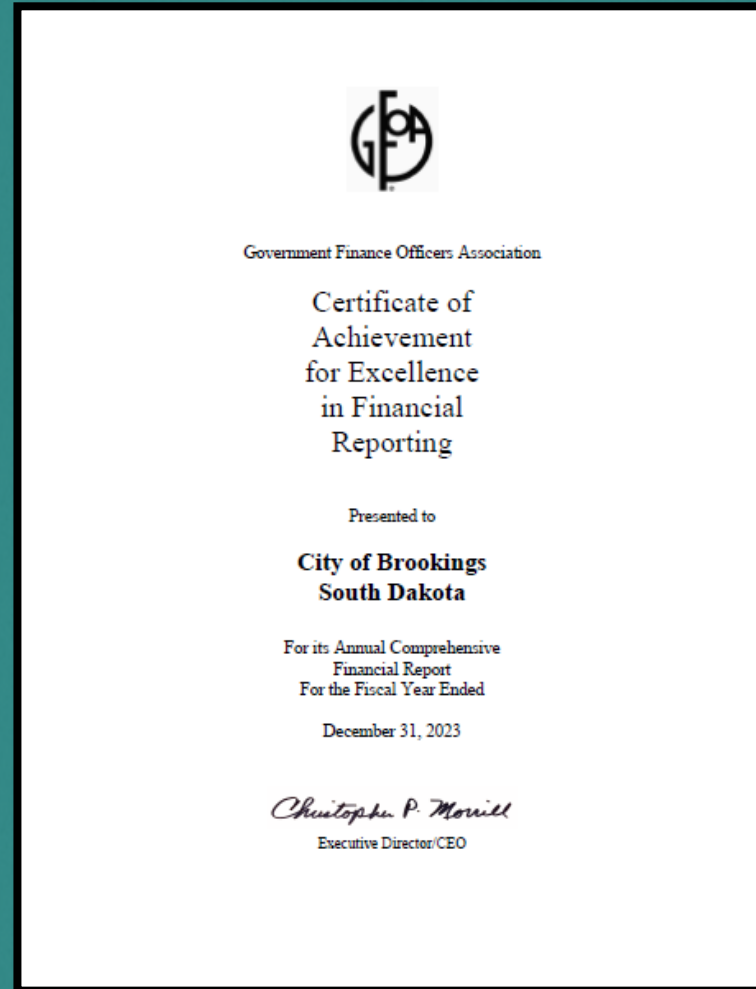 GFOA
Government Finance Officers Association
Certificate of
Achievement
for Excellence
in Financial
Reporting
Presented to
City of Brookings
South Dakota
For its Annual Comprehensive
Financial Report
For the Fiscal Year Ended
December 31, 2023
Christopher P. Morrill
Executive Director/CEO